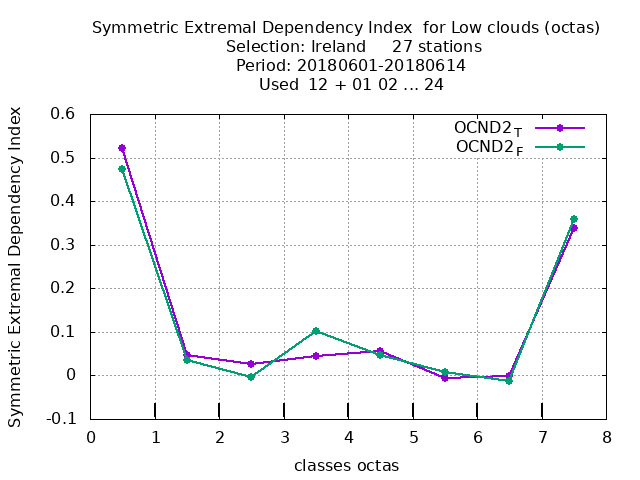 Symmetric Extremal Dependency Index  for Low clouds (octas)
Selection: Ireland     27 stations
Period: 20180601-20180614
Used  12 + 01 02 ... 24
Symmetric Extremal Dependency Index
0.6
0.5
0.4
0.3
0.2
0.1
0
-0.1
OCND2T
OCND2F
0 1 2 3 4 5 6 7 8
classes octas